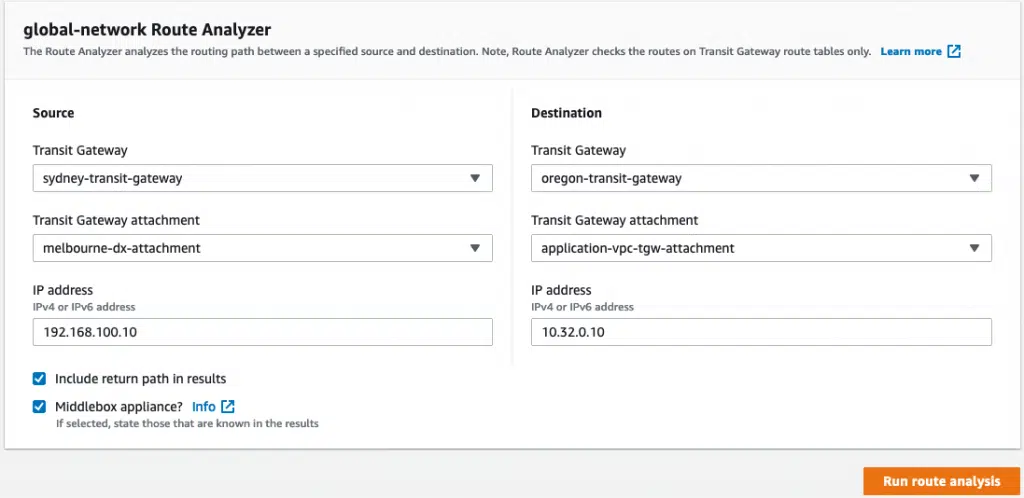 global-network Route Analyzer
The Route Analyzer analyzes the routing path between a specified source and destination. Note, Route Analyzer checks the routes on Transit Gateway route tables only. Learn more
Source
Transit Gateway
sydney-transit-gateway
Transit Gateway attachment
melbourne-dx-attachment
IP address
IPv4 or IPv6 address
192.168.100.10
Include return path in results
Middlebox appliance? Info
If selected, state those that are known in the results
Destination
Transit Gateway
oregon-transit-gateway
Transit Gateway attachment
application-vpc-tgw-attachment
IP address
IPv4 or IPv6 address
10.32.0.10
Run route analysis